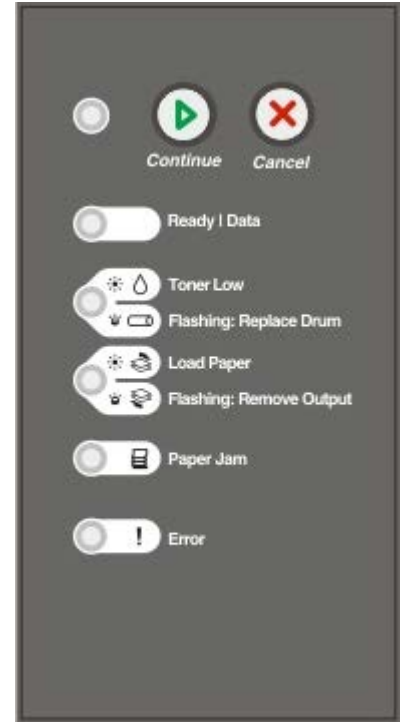 Continue Cancel
Ready | Data
Toner Low
Flashing: Replace Drum
Load Paper
Flashing: Remove Output
Paper Jam
! Error